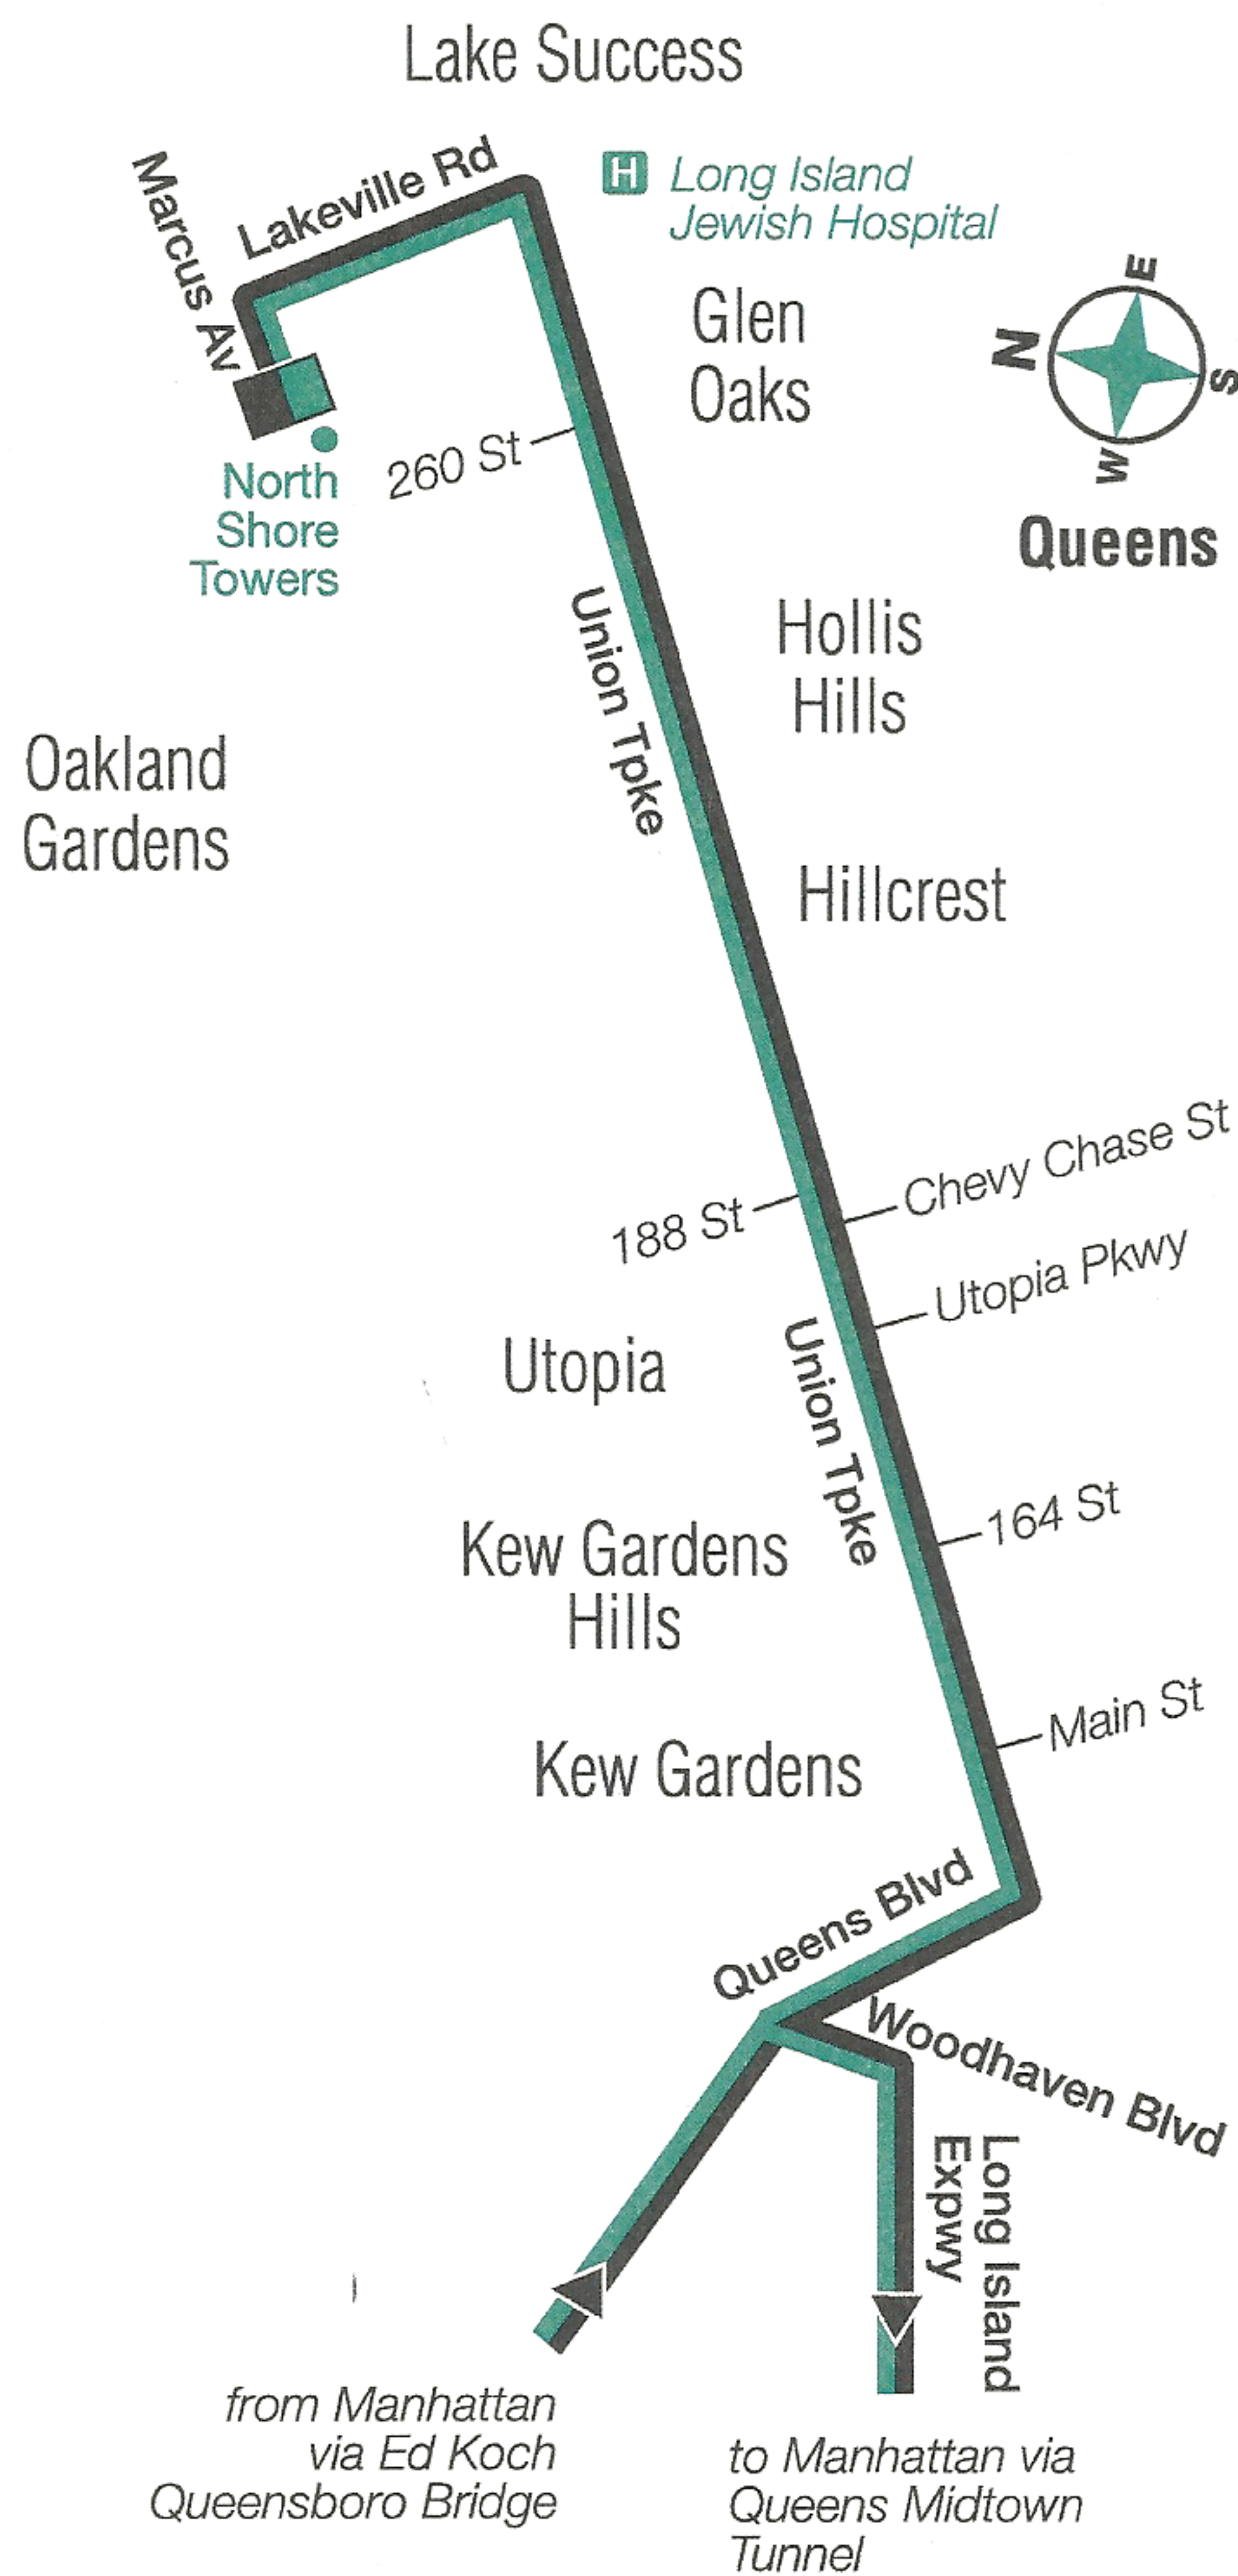 Lake Success
Marcus Av
Lakeville Rd
H
Long Island
Jewish Hospital
Glen
Oaks
E
N
S
W
Queens
260 St
North
Shore
Towers
Union Tpke
Hollis
Hills
Oakland
Gardens
Hillcrest
Chevy Chase St
188 St
Utopia Pkwy
Utopia
Union Tpke
164 St
Kew Gardens
Hills
Main St
Kew Gardens
Queens Blvd
Woodhaven Blvd
Long Island
Expwy
from Manhattan
via Ed Koch
Queensboro Bridge
to Manhattan via
Queens Midtown
Tunnel